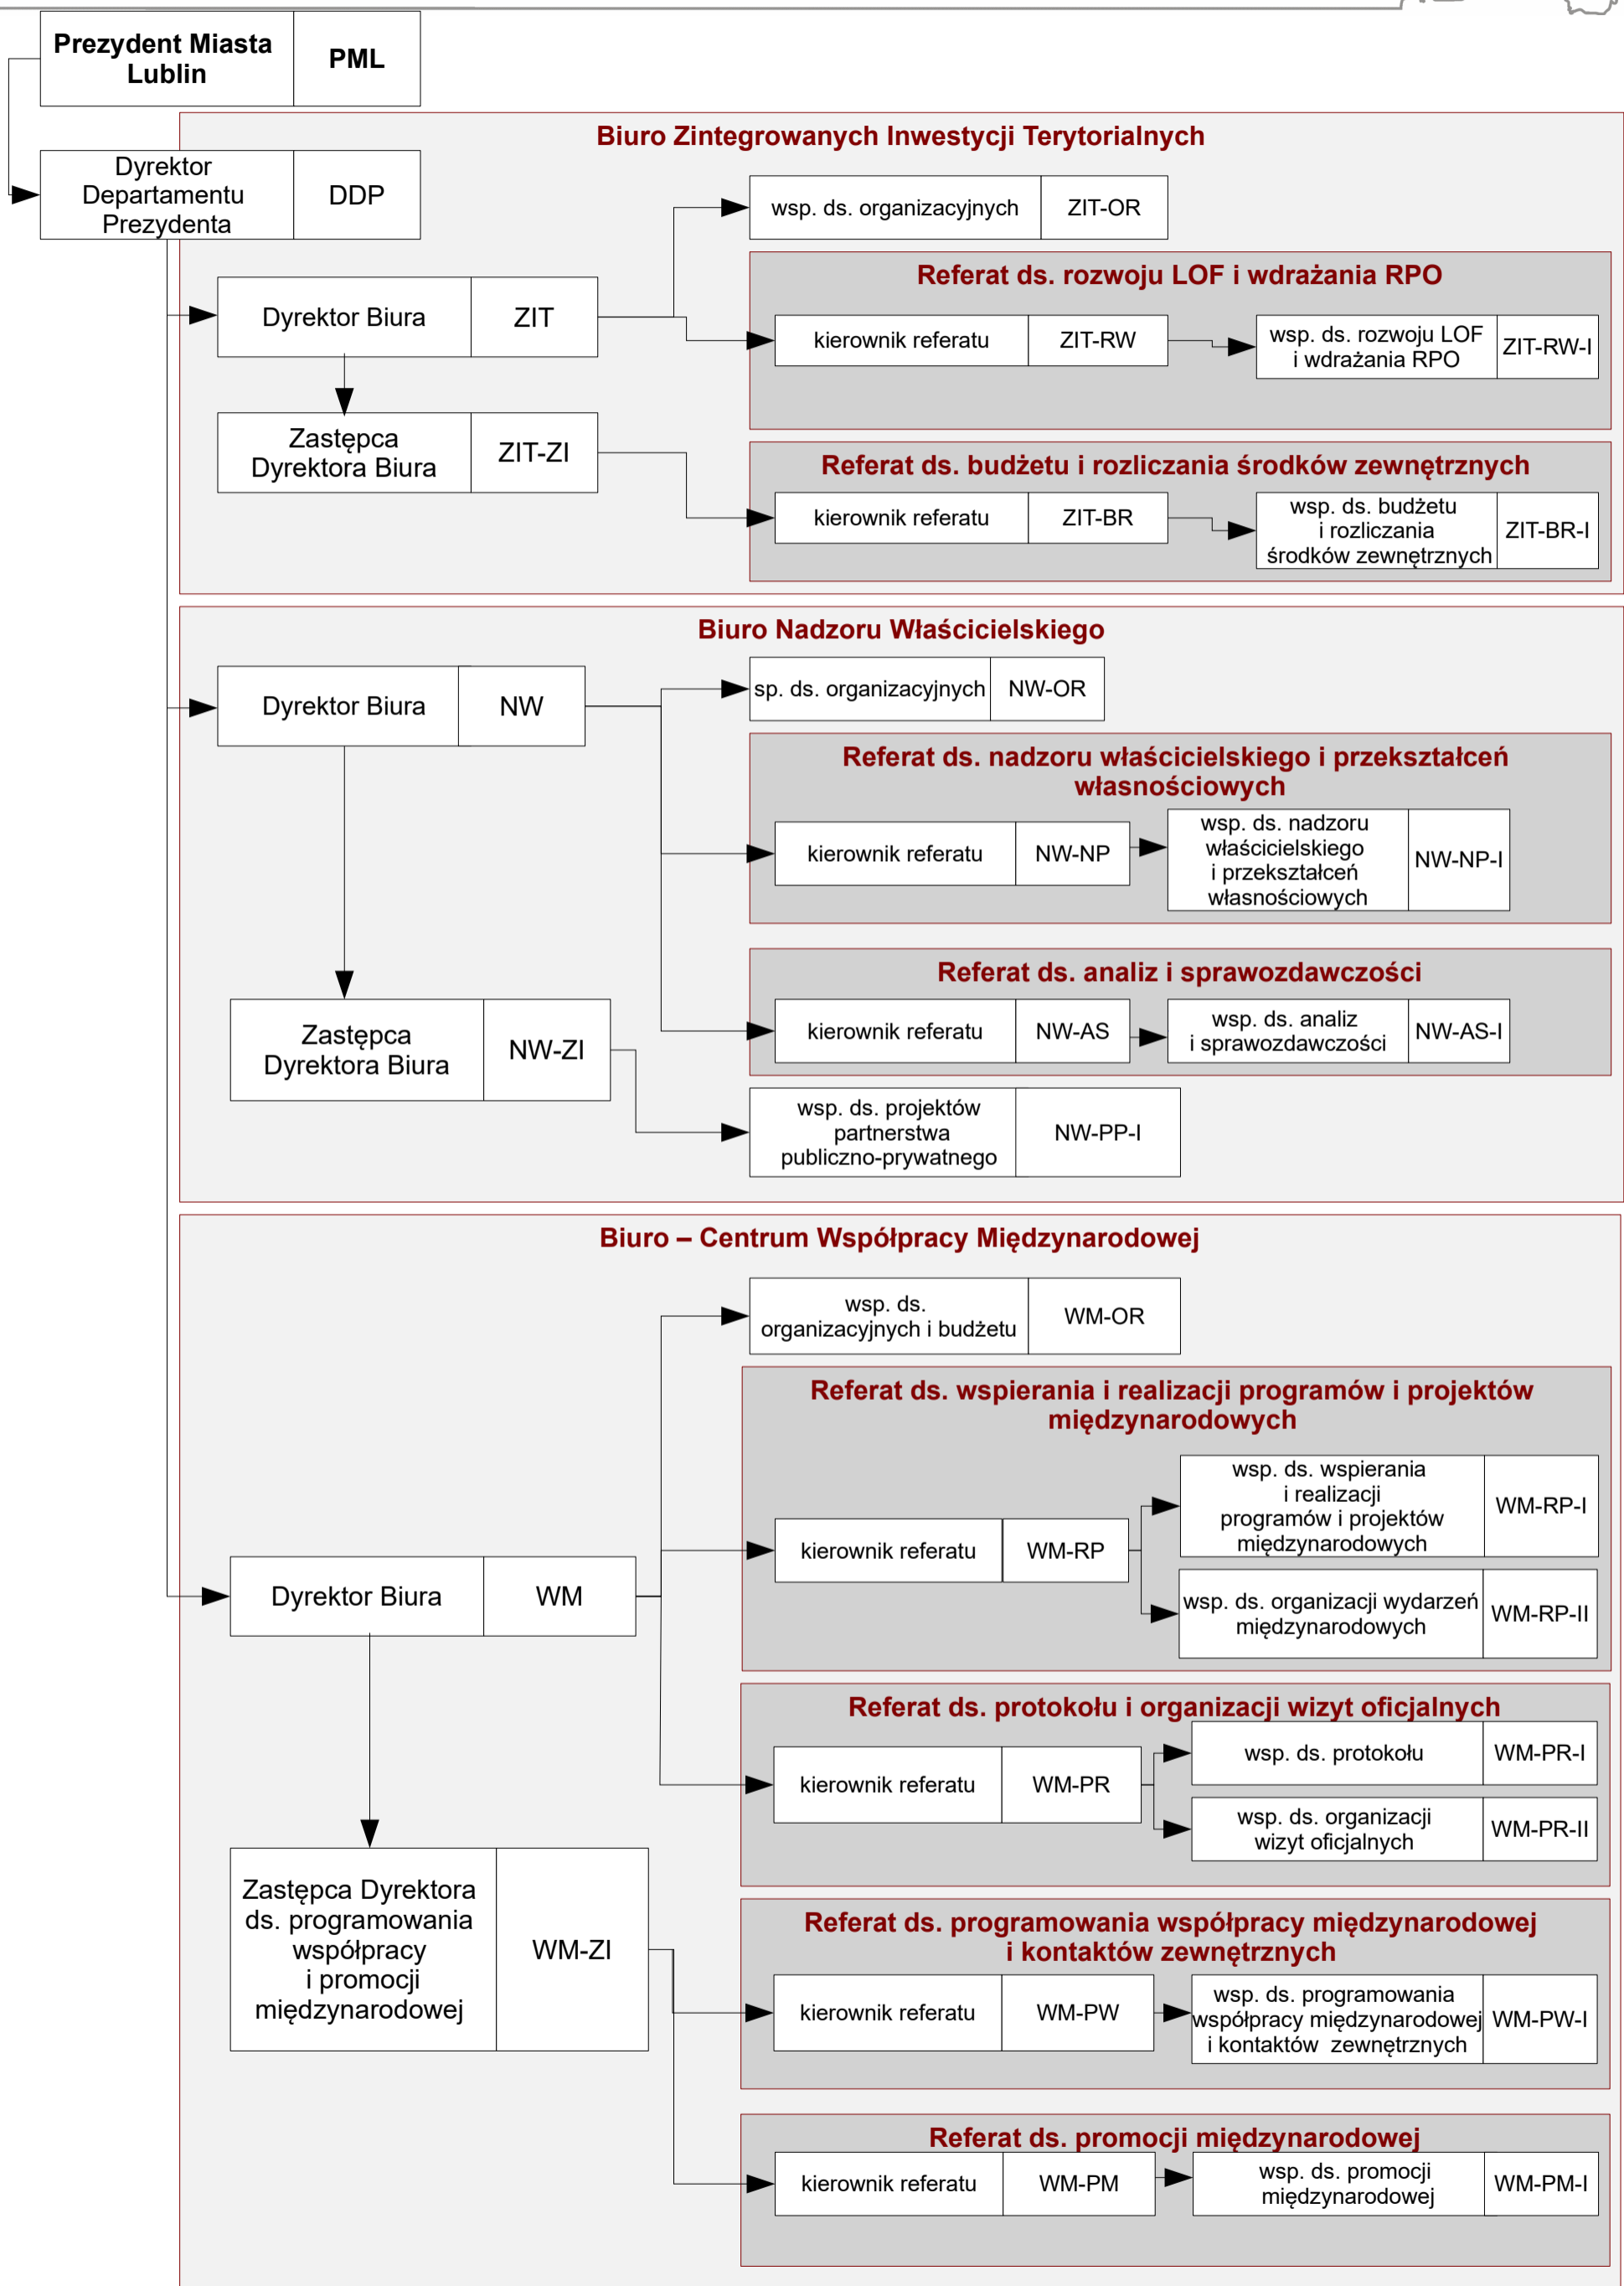 Prezydent Miasta
Lublin
PML
Dyrektor
Departamentu
Prezydenta
DDP
Biuro Zintegrowanych Inwestycji Terytorialnych
wsp. ds. organizacyjnych
ZIT-OR
Dyrektor Biura
ZIT
Referat ds. rozwoju LOF i wdrażania RPO
kierownik referatu
ZIT-RW
wsp. ds. rozwoju LOF
i wdrażania RPO
ZIT-RW-I
Zastępca
Dyrektora Biura
ZIT-ZI
Referat ds. budżetu i rozliczania środków zewnętrznych
kierownik referatu
ZIT-BR
wsp. ds. budżetu
i rozliczania
środków zewnętrznych
ZIT-BR-I
Biuro Nadzoru Właścicielskiego
Dyrektor Biura
NW
sp. ds. organizacyjnych
NW-OR
Referat ds. nadzoru właścicielskiego i przekształceń
własnościowych
kierownik referatu
NW-NP
wsp. ds. nadzoru
właścicielskiego
i przekształceń
własnościowych
NW-NP-I
Referat ds. analiz i sprawozdawczości
kierownik referatu
NW-AS
wsp. ds. analiz
i sprawozdawczości
NW-AS-I
Zastępca
Dyrektora Biura
NW-ZI
wsp. ds. projektów
partnerstwa
publiczno-prywatnego
NW-PP-I
Biuro – Centrum Współpracy Międzynarodowej
wsp. ds.
organizacyjnych i budżetu
WM-OR
Referat ds. wspierania i realizacji programów i projektów
międzynarodowych
kierownik referatu
WM-RP
wsp. ds. wspierania
i realizacji
programów i projektów
międzynarodowych
WM-RP-I
wsp. ds. organizacji wydarzeń
międzynarodowych
WM-RP-II
Dyrektor Biura
WM
Referat ds. protokołu i organizacji wizyt oficjalnych
kierownik referatu
WM-PR
wsp. ds. protokołu
WM-PR-I
wsp. ds. organizacji
wizyt oficjalnych
WM-PR-II
Zastępca Dyrektora
ds. programowania
współpracy
i promocji
międzynarodowej
WM-ZI
Referat ds. programowania współpracy międzynarodowej
i kontaktów zewnętrznych
kierownik referatu
WM-PW
wsp. ds. programowania
współpracy międzynarodowej
i kontaktów  zewnętrznych
WM-PW-I
Referat ds. promocji międzynarodowej
kierownik referatu
WM-PM
wsp. ds. promocji
międzynarodowej
WM-PM-I